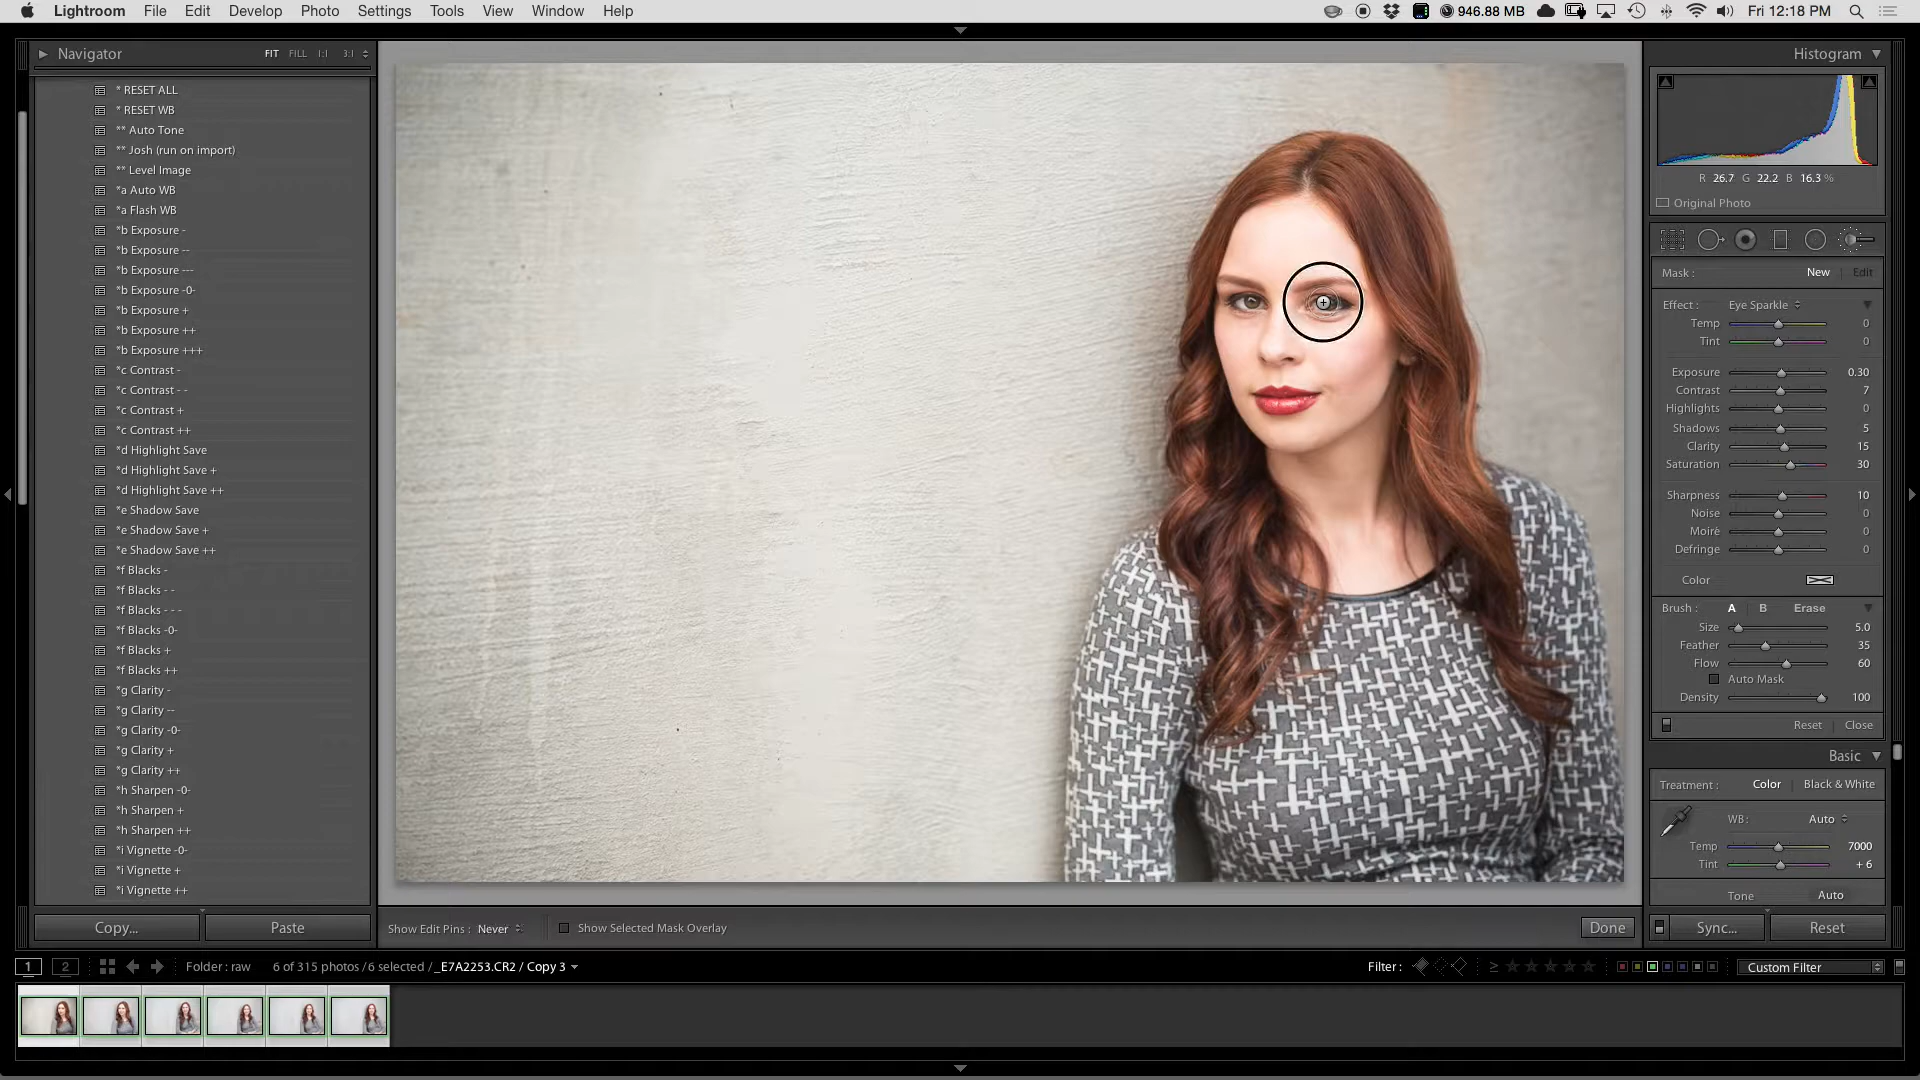 Lightroom File Edit Develop Photo Settings Tools View Window Help 946.88 MB Fri 12:18 PM
Navigator FIT FILL 1:1 3:1
* RESET ALL
* RESET WB
** Auto Tone
** Josh (run on import)
** Level Image
*a Auto WB
*a Flash WB
*b Exposure -
*b Exposure --
*b Exposure ---
*b Exposure -0-
*b Exposure +
*b Exposure ++
*b Exposure +++
*c Contrast -
*c Contrast - -
*c Contrast +
*c Contrast ++
*d Highlight Save
*d Highlight Save +
*d Highlight Save ++
*e Shadow Save
*e Shadow Save +
*e Shadow Save ++
*f Blacks -
*f Blacks - -
*f Blacks - - -
*f Blacks -0-
*f Blacks +
*f Blacks ++
*g Clarity -
*g Clarity --
*g Clarity -0-
*g Clarity +
*g Clarity ++
*h Sharpen -0-
*h Sharpen +
*h Sharpen ++
*i Vignette -0-
*i Vignette +
*i Vignette ++
Copy... Paste
Show Edit Pins : Never Show Selected Mask Overlay Done
Histogram
R 26.7 G 22.2 B 16.3 %
Original Photo
Mask : New Edit
Effect : Eye Sparkle
Temp 0
Tint 0
Exposure 0.30
Contrast 7
Highlights 0
Shadows 5
Clarity 15
Saturation 30
Sharpness 10
Noise 0
Moiré 0
Defringe 0
Color
Brush : A B Erase
Size 5.0
Feather 35
Flow 60
Auto Mask
Density 100
Reset Close
Basic
Treatment : Color Black & White
WB: Auto
Temp 7000
Tint + 6
Tone Auto
Sync... Reset
1 2 Folder : raw 6 of 315 photos /6 selected /_E7A2253.CR2 / Copy 3 Filter : ≥ Custom Filter